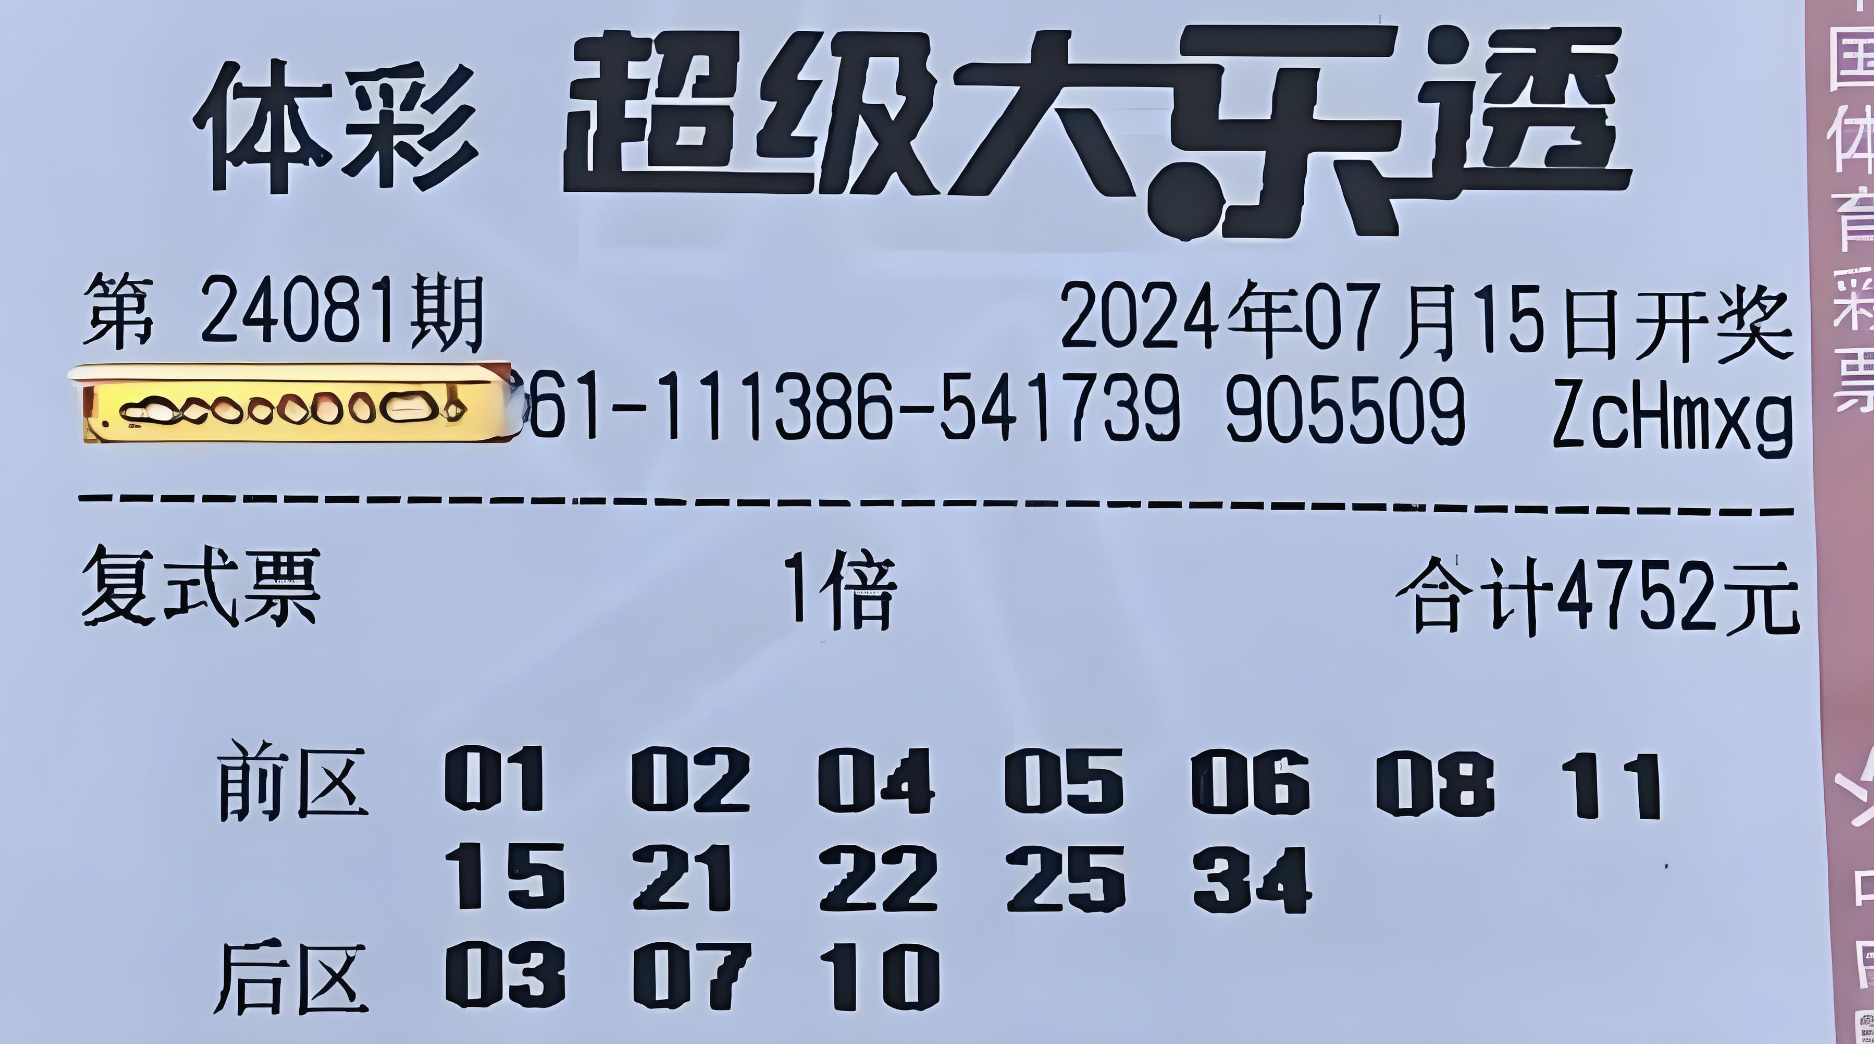 体彩 超级大乐透
第 24081期 2024年07月15日开奖
61-111386-541739 905509 ZcHmxg
复式票 1倍 合计4752元
前区 01 02 04 05 06 08 11
15 21 22 25 34
后区 03 07 10
国体育彩票